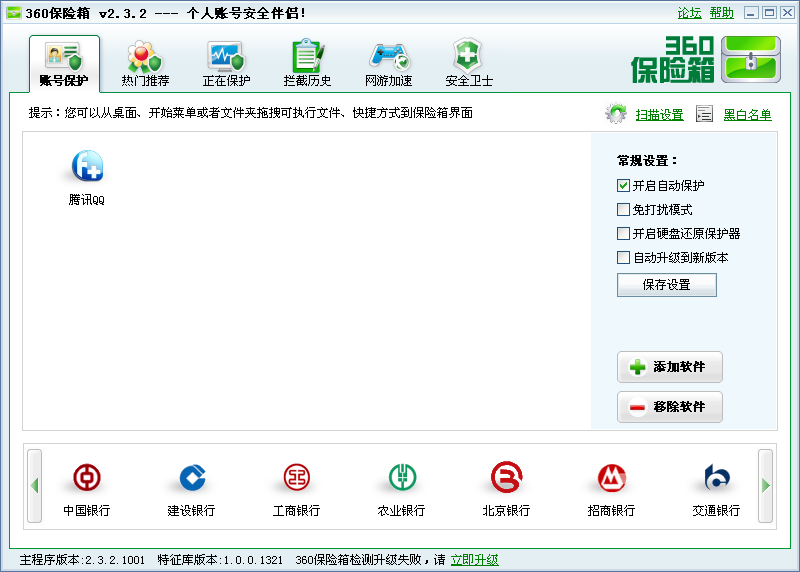 360保险箱 v2.3.2 --- 个人账号安全伴侣!
论坛 帮助
账号保护 热门推荐 正在保护 拦截历史 网游加速 安全卫士
360
保险箱
提示：您可以从桌面、开始菜单或者文件夹拖拽可执行文件、快捷方式到保险箱界面
扫描设置 黑白名单
腾讯QQ
常规设置：
开启自动保护
免打扰模式
开启硬盘还原保护器
自动升级到新版本
保存设置
添加软件
移除软件
中国银行 建设银行 工商银行 农业银行 北京银行 招商银行 交通银行
主程序版本:2.3.2.1001 特征库版本:1.0.0.1321 360保险箱检测升级失败，请 立即升级